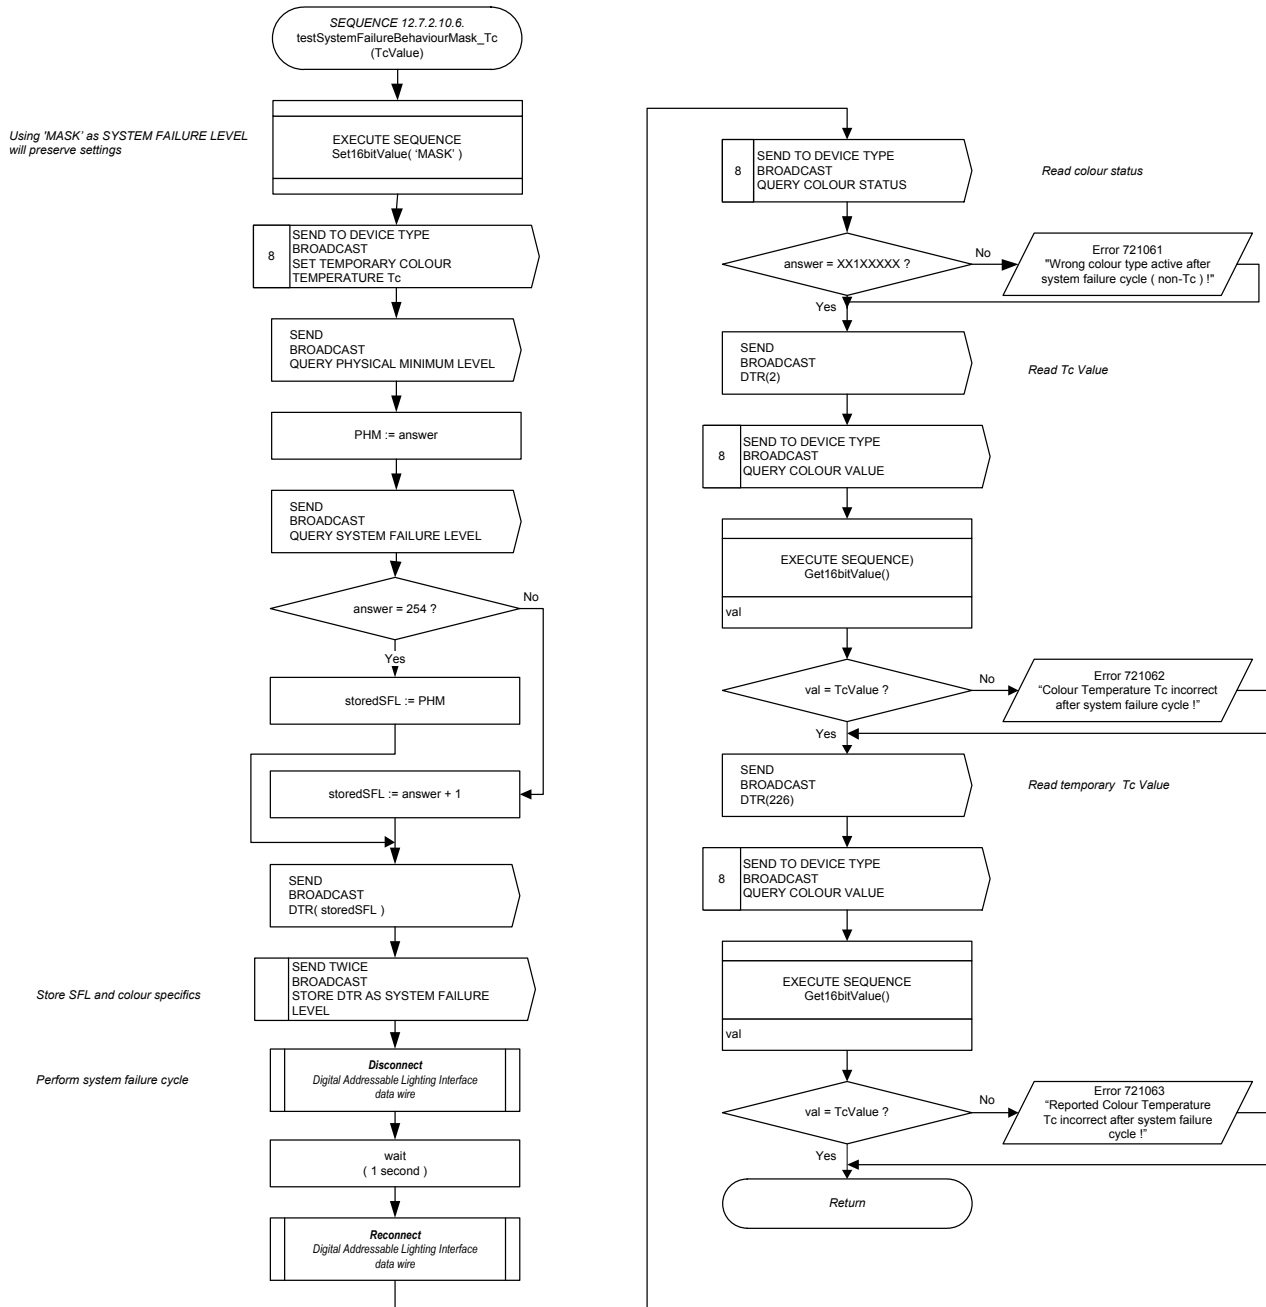 SEQUENCE 12.7.2.10.6.
testSystemFailureBehaviourMask_Tc
(TcValue)
Using 'MASK' as SYSTEM FAILURE LEVEL
will preserve settings
EXECUTE SEQUENCE
Set16bitValue( ‘MASK’ )
8
SEND TO DEVICE TYPE
BROADCAST
SET TEMPORARY COLOUR
TEMPERATURE Tc
SEND
BROADCAST
QUERY PHYSICAL MINIMUM LEVEL
PHM := answer
SEND
BROADCAST
QUERY SYSTEM FAILURE LEVEL
answer = 254 ?
No
Yes
storedSFL := PHM
storedSFL := answer + 1
SEND
BROADCAST
DTR( storedSFL )
Store SFL and colour specifics
SEND TWICE
BROADCAST
STORE DTR AS SYSTEM FAILURE
LEVEL
Perform system failure cycle
Disconnect
Digital Addressable Lighting Interface
data wire
wait
( 1 second )
Reconnect
Digital Addressable Lighting Interface
data wire
8
SEND TO DEVICE TYPE
BROADCAST
QUERY COLOUR STATUS
Read colour status
answer = XX1XXXXX ?
No
Error 721061
"Wrong colour type active after
system failure cycle ( non-Tc ) !"
Yes
SEND
BROADCAST
DTR(2)
Read Tc Value
8
SEND TO DEVICE TYPE
BROADCAST
QUERY COLOUR VALUE
EXECUTE SEQUENCE)
Get16bitValue()
val
val = TcValue ?
No
Error 721062
“Colour Temperature Tc incorrect
after system failure cycle !”
Yes
SEND
BROADCAST
DTR(226)
Read temporary Tc Value
8
SEND TO DEVICE TYPE
BROADCAST
QUERY COLOUR VALUE
EXECUTE SEQUENCE
Get16bitValue()
val
val = TcValue ?
No
Error 721063
“Reported Colour Temperature
Tc incorrect after system failure
cycle !”
Yes
Return